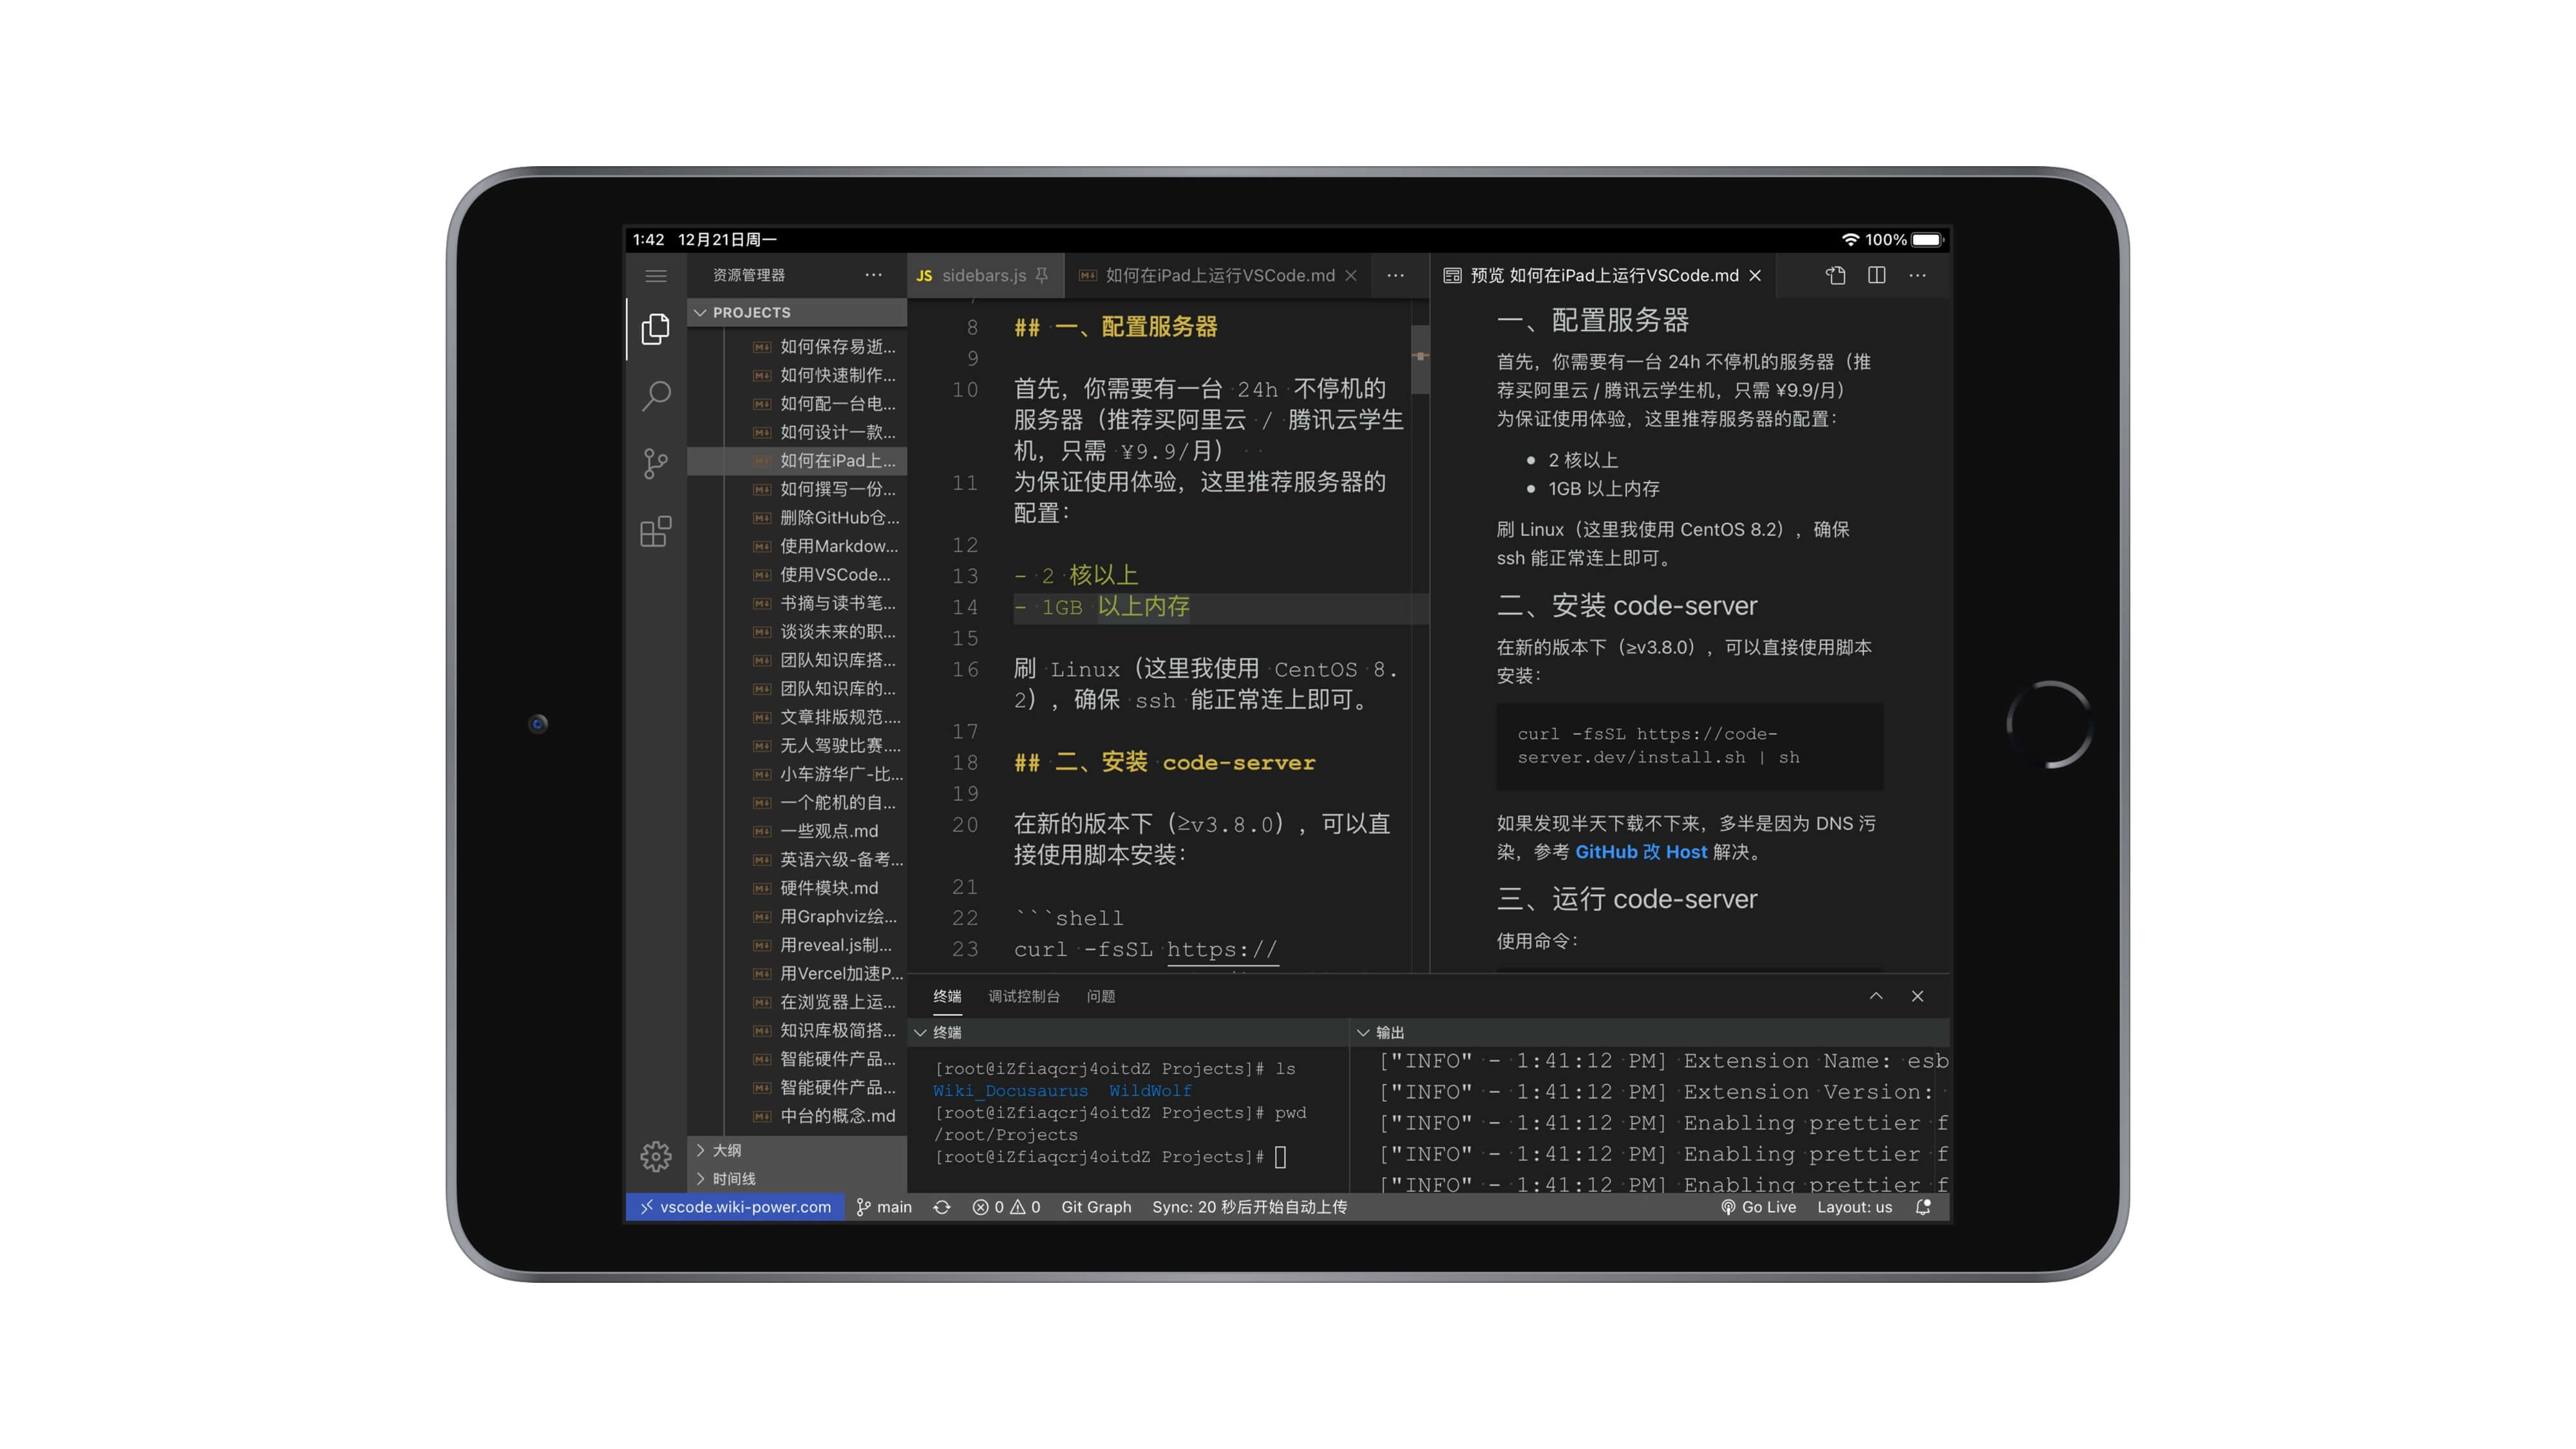 1:42 12月21日周一
100%
资源管理器
PROJECTS
如何保存易逝...
如何快速制作...
如何配一台电...
如何设计一款...
如何在iPad上...
如何撰写一份...
删除GitHub仓...
使用Markdow...
使用VSCode...
书摘与读书笔...
谈谈未来的职...
团队知识库搭...
团队知识库的...
文章排版规范....
无人驾驶比赛....
小车游华广-比...
一个舵机的自...
一些观点.md
英语六级-备考...
硬件模块.md
用Graphviz绘...
用reveal.js制...
用Vercel加速P...
在浏览器上运...
知识库极简搭...
智能硬件产品...
智能硬件产品...
中台的概念.md
大纲
时间线
JS sidebars.js
如何在iPad上运行VSCode.md
8 ## 一、配置服务器
9
10 首先，你需要有一台 24h 不停机的
服务器（推荐买阿里云 / 腾讯云学生
机，只需 ¥9.9/月）
11 为保证使用体验，这里推荐服务器的
配置：
12
13 - 2 核以上
14 - 1GB 以上内存
15
16 刷 Linux（这里我使用 CentOS 8.
2），确保 ssh 能正常连上即可。
17
18 ## 二、安装 code-server
19
20 在新的版本下（≥v3.8.0），可以直
接使用脚本安装：
21
22 ```shell
23 curl -fsSL https://
预览 如何在iPad上运行VSCode.md
一、配置服务器
首先，你需要有一台 24h 不停机的服务器（推
荐买阿里云 / 腾讯云学生机，只需 ¥9.9/月）
为保证使用体验，这里推荐服务器的配置：
2 核以上
1GB 以上内存
刷 Linux（这里我使用 CentOS 8.2），确保
ssh 能正常连上即可。
二、安装 code-server
在新的版本下（≥v3.8.0），可以直接使用脚本
安装：
curl -fsSL https://code-
server.dev/install.sh | sh
如果发现半天下载不下来，多半是因为 DNS 污
染，参考 GitHub 改 Host 解决。
三、运行 code-server
使用命令：
终端 调试控制台 问题
终端
[root@iZfiaqcrj4oitdZ Projects]# ls
Wiki_Docusaurus WildWolf
[root@iZfiaqcrj4oitdZ Projects]# pwd
/root/Projects
[root@iZfiaqcrj4oitdZ Projects]#
输出
["INFO" - 1:41:12 PM] Extension Name: esb
["INFO" - 1:41:12 PM] Extension Version:
["INFO" - 1:41:12 PM] Enabling prettier f
["INFO" - 1:41:12 PM] Enabling prettier f
["INFO" - 1:41:12 PM] Enabling prettier f
vscode.wiki-power.com main 0 0 Git Graph Sync: 20 秒后开始自动上传 Go Live Layout: us